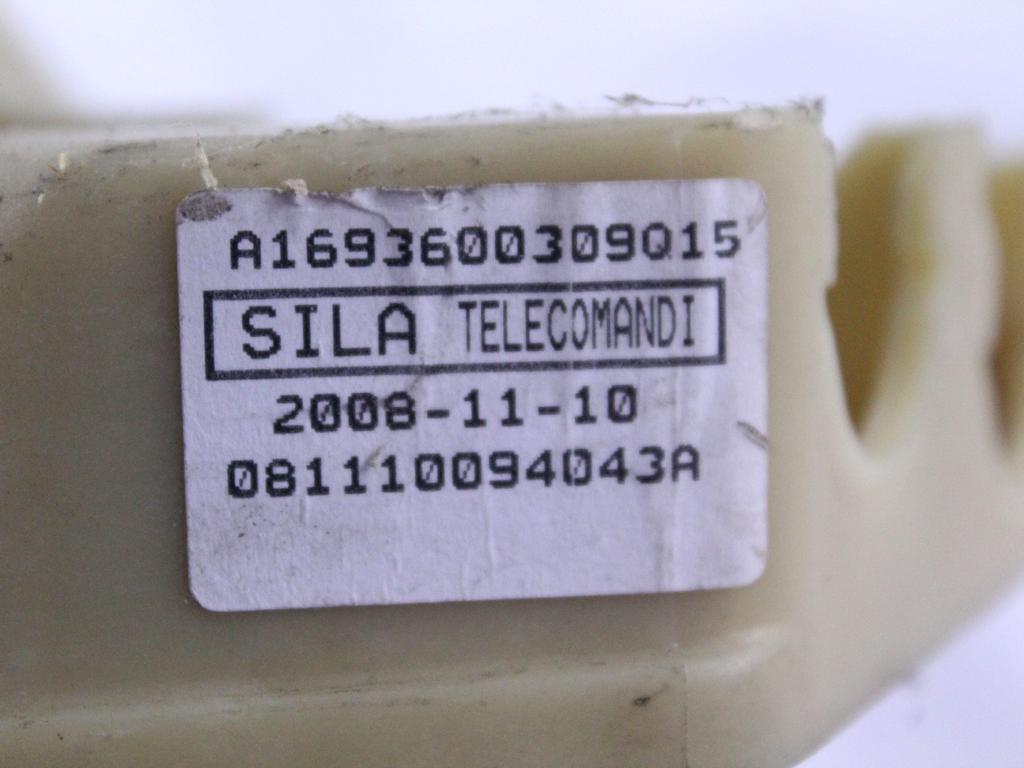 A1693600309Q15
SILA TELECOMANDI
2008-11-10
081110094043A